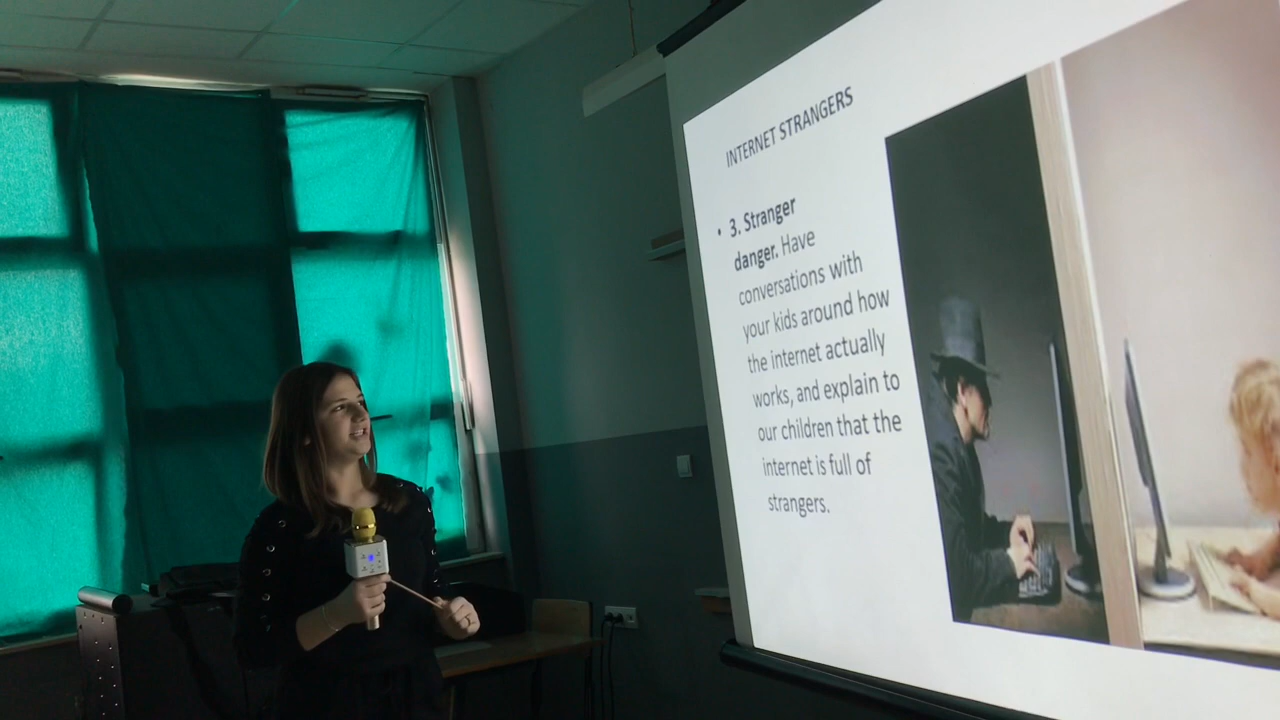 INTERNET STRANGERS
• 3. Stranger
danger. Have
conversations with
your kids around how
the internet actually
works, and explain to
our children that the
internet is full of
strangers.